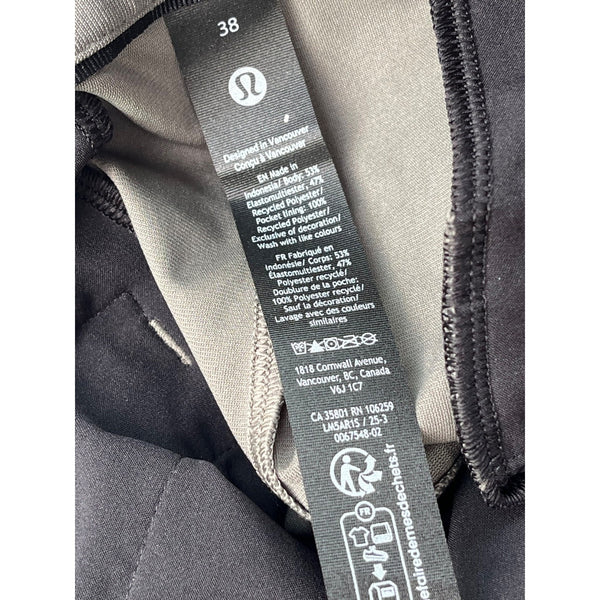 38
Designed in Vancouver
Conçu à Vancouver
EN Made in
Indonesia/ Body: 53%
Elastomultiester, 47%
Recycled Polyester/
Pocket lining: 100%
Recycled Polyester/
Exclusive of decoration/
Wash with like colours
FR Fabriqué en
Indonésie/ Corps: 53%
Élastomultiester, 47%
Polyester recyclé/
Doublure de la poche:
100% Polyester recyclé/
Sauf la décoration/
Lavage avec des couleurs
similaires
1818 Cornwall Avenue,
Vancouver, BC, Canada
V6J 1C7
CA 35801 RN 106259
LM5AR1S / 25-3
0067548-02
FR
efairedemesdechets.fr